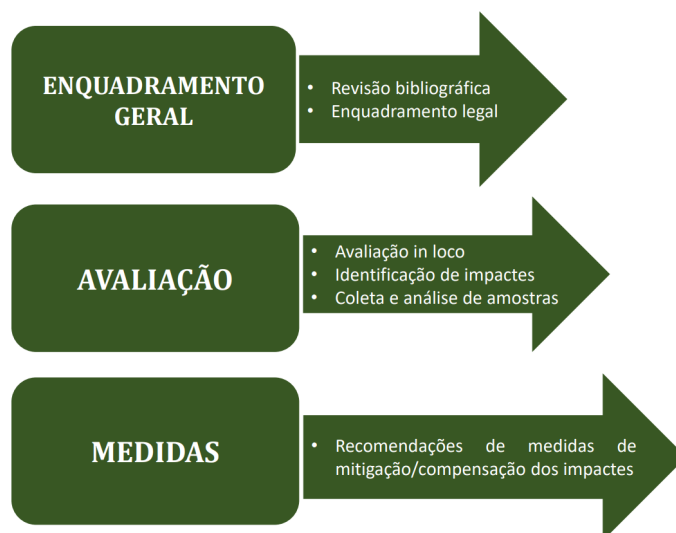 ENQUADRAMENTO
GERAL
• Revisão bibliográfica
• Enquadramento legal
AVALIAÇÃO
• Avaliação in loco
• Identificação de impactes
• Coleta e análise de amostras
MEDIDAS
• Recomendações de medidas de
mitigação/compensação dos impactes